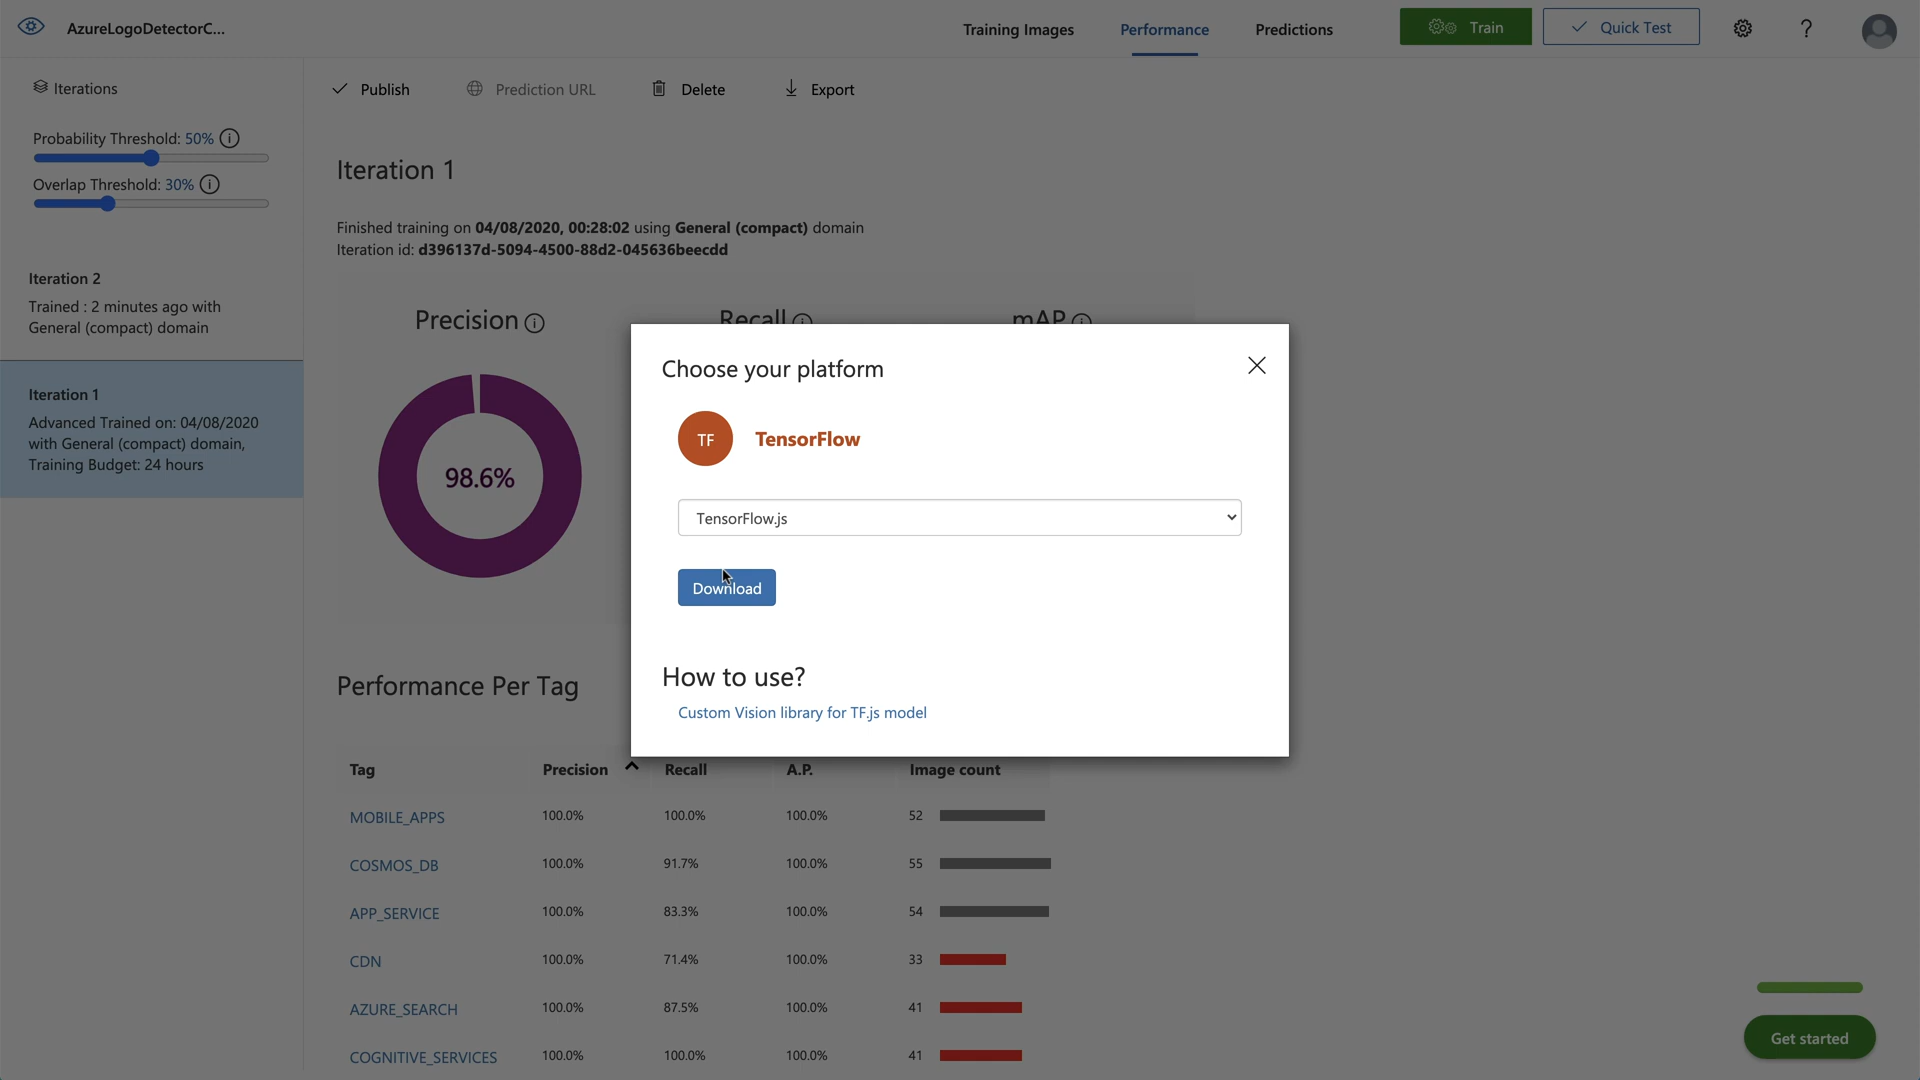 AzureLogoDetectorC...
Training Images
Performance
Predictions
Train
Quick Test
?
Iterations
Publish
Prediction URL
Delete
Export
Probability Threshold: 50%
Overlap Threshold: 30%
Iteration 1
Finished training on 04/08/2020, 00:28:02 using General (compact) domain
Iteration id: d396137d-5094-4500-88d2-045636beecdd
Iteration 2
Trained : 2 minutes ago with
General (compact) domain
Iteration 1
Advanced Trained on: 04/08/2020
with General (compact) domain,
Training Budget: 24 hours
Precision
Recall
mAP
98.6%
Choose your platform
TF
TensorFlow
TensorFlow.js
Download
How to use?
Custom Vision library for TF.js model
Performance Per Tag
Tag Precision Recall A.P. Image count
MOBILE_APPS 100.0% 100.0% 100.0% 52
COSMOS_DB 100.0% 91.7% 100.0% 55
APP_SERVICE 100.0% 83.3% 100.0% 54
CDN 100.0% 71.4% 100.0% 33
AZURE_SEARCH 100.0% 87.5% 100.0% 41
COGNITIVE_SERVICES 100.0% 100.0% 100.0% 41
Get started